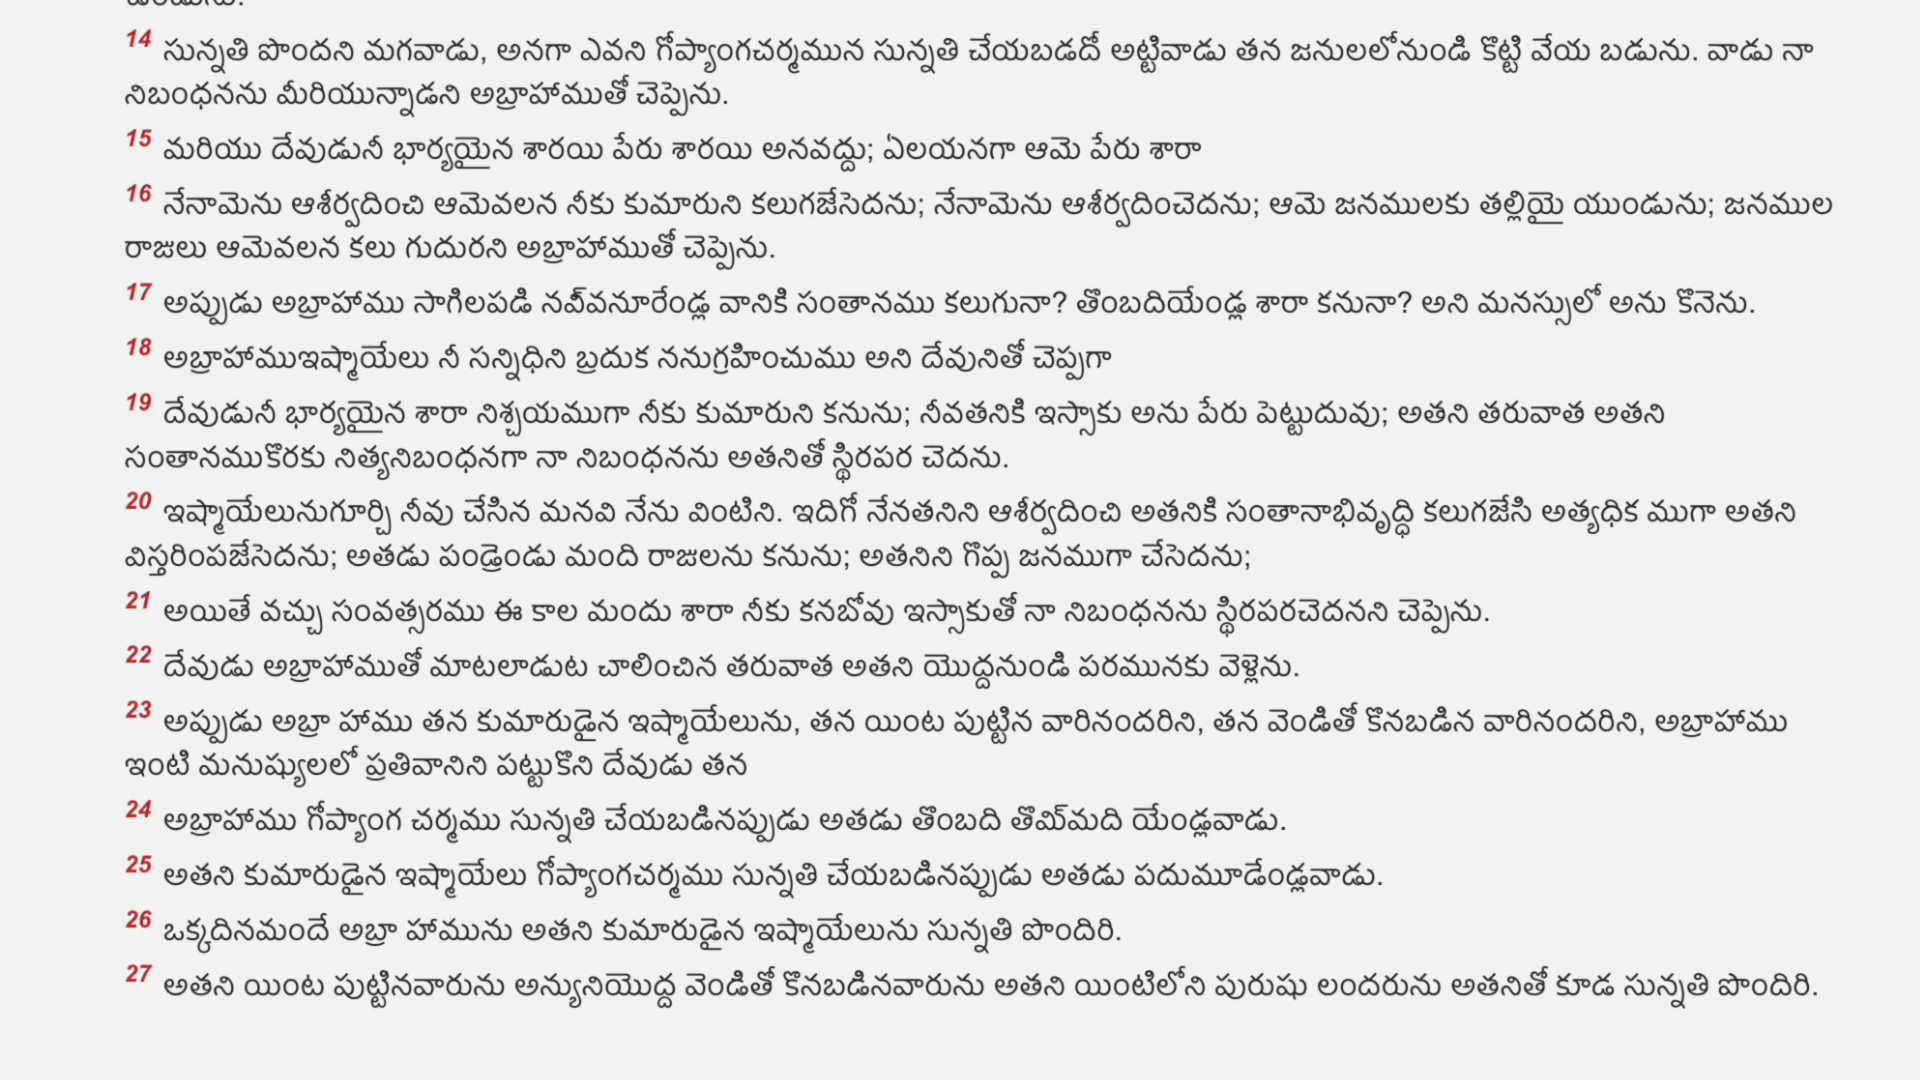 14 సున్నతి పొందని మగవాడు, అనగా ఎవని గోప్యాంగచర్మమున సున్నతి చేయబడదో అట్టివాడు తన జనులలోనుండి కొట్టి వేయ బడును. వాడు నా
నిబంధనను మీరియున్నాడని అబ్రాహాముతో చెప్పెను.
15 మరియు దేవుడునీ భార్యయైన శారయి పేరు శారయి అనవద్దు; ఏలయనగా ఆమె పేరు శారా
16 నేనామెను ఆశీర్వదించి ఆమెవలన నీకు కుమారుని కలుగజేసెదను; నేనామెను ఆశీర్వదించెదను; ఆమె జనములకు తల్లియై యుండును; జనముల
రాజులు ఆమెవలన కలు గుదురని అబ్రాహాముతో చెప్పెను.
17 అప్పుడు అబ్రాహాము సాగిలపడి నవి్వనూరేండ్ల వానికి సంతానము కలుగునా? తొంబదియేండ్ల శారా కనునా? అని మనస్సులో అను కొనెను.
18 అబ్రాహాముఇష్మాయేలు నీ సన్నిధిని బ్రదుక ననుగ్రహించుము అని దేవునితో చెప్పగా
19 దేవుడునీ భార్యయైన శారా నిశ్చయముగా నీకు కుమారుని కనును; నీవతనికి ఇస్సాకు అను పేరు పెట్టుదువు; అతని తరువాత అతని
సంతానముకొరకు నిత్యనిబంధనగా నా నిబంధనను అతనితో స్థిరపర చెదను.
20 ఇష్మాయేలునుగూర్చి నీవు చేసిన మనవి నేను వింటిని. ఇదిగో నేనతనిని ఆశీర్వదించి అతనికి సంతానాభివృద్ధి కలుగజేసి అత్యధిక ముగా అతని
విస్తరింపజేసెదను; అతడు పండ్రెండు మంది రాజులను కనును; అతనిని గొప్ప జనముగా చేసెదను;
21 అయితే వచ్చు సంవత్సరము ఈ కాల మందు శారా నీకు కనబోవు ఇస్సాకుతో నా నిబంధనను స్థిరపరచెదనని చెప్పెను.
22 దేవుడు అబ్రాహాముతో మాటలాడుట చాలించిన తరువాత అతని యొద్దనుండి పరమునకు వెళ్లెను.
23 అప్పుడు అబ్రా హాము తన కుమారుడైన ఇష్మాయేలును, తన యింట పుట్టిన వారినందరిని, తన వెండితో కొనబడిన వారినందరిని, అబ్రాహాము
ఇంటి మనుష్యులలో ప్రతివానిని పట్టుకొని దేవుడు తన
24 అబ్రాహాము గోప్యాంగ చర్మము సున్నతి చేయబడినప్పుడు అతడు తొంబది తొమి్మది యేండ్లవాడు.
25 అతని కుమారుడైన ఇష్మాయేలు గోప్యాంగచర్మము సున్నతి చేయబడినప్పుడు అతడు పదుమూడేండ్లవాడు.
26 ఒక్కదినమందే అబ్రా హామును అతని కుమారుడైన ఇష్మాయేలును సున్నతి పొందిరి.
27 అతని యింట పుట్టినవారును అన్యునియొద్ద వెండితో కొనబడినవారును అతని యింటిలోని పురుషు లందరును అతనితో కూడ సున్నతి పొందిరి.